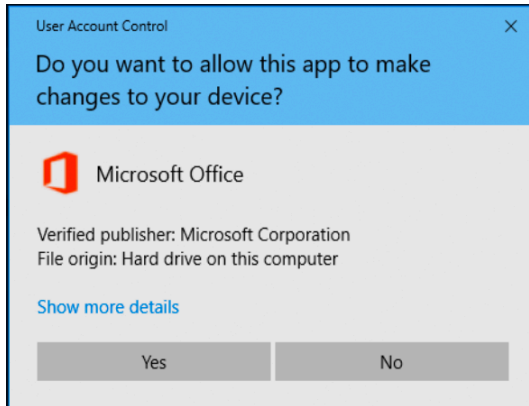 User Account Control
Do you want to allow this app to make
changes to your device?
Microsoft Office
Verified publisher: Microsoft Corporation
File origin: Hard drive on this computer
Show more details
Yes
No